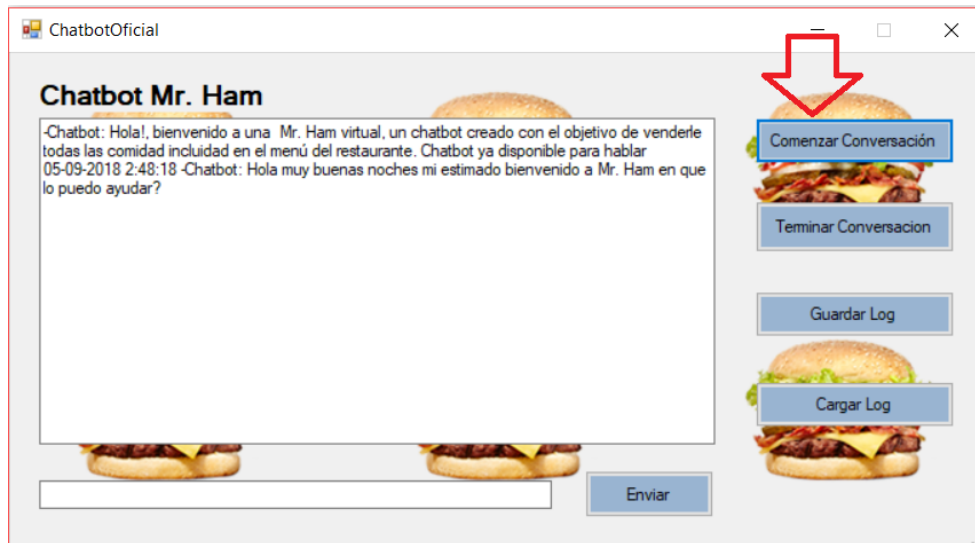 ChatbotOficial
Chatbot Mr. Ham
-Chatbot: Hola!, bienvenido a una  Mr. Ham virtual, un chatbot creado con el objetivo de venderle
todas las comidad incluidad en el menú del restaurante. Chatbot ya disponible para hablar
05-09-2018 2:48:18 -Chatbot: Hola muy buenas noches mi estimado bienvenido a Mr. Ham en que
lo puedo ayudar?
Comenzar Conversación
Terminar Conversacion
Guardar Log
Cargar Log
Enviar